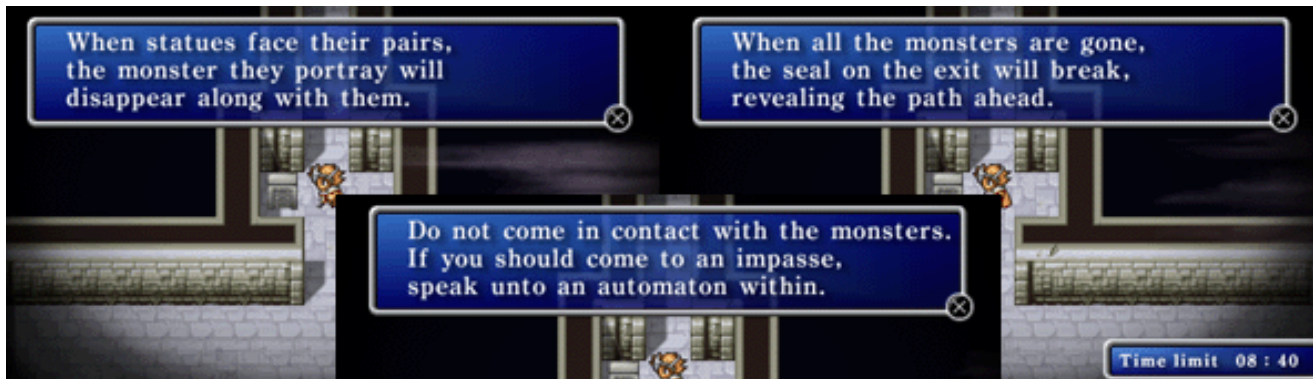 When statues face their pairs,
the monster they portray will
disappear along with them.
When all the monsters are gone,
the seal on the exit will break,
revealing the path ahead.
Do not come in contact with the monsters.
If you should come to an impasse,
speak unto an automaton within.
Time limit 08:40